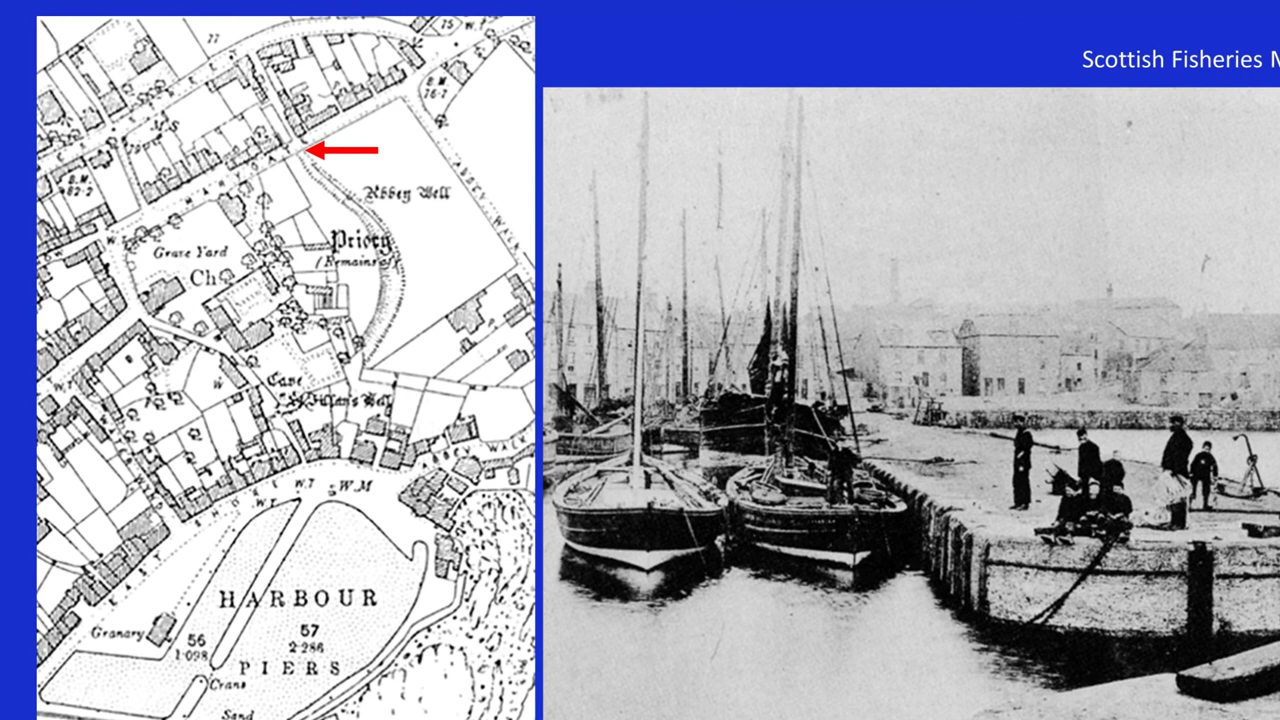 Scottish Fisheries M
77
75
W.T
B.M
76·2
B.M
82·2
ABBEY WALK
Abbey Well
Priory
(Remains of)
Grave Yard
Ch
Cave
St Fillan's Well
W.T
W.T
W.M
EAST SHORE
HARBOUR
Granary
56
1·098
57
2·286
PIERS
Crane
Sand